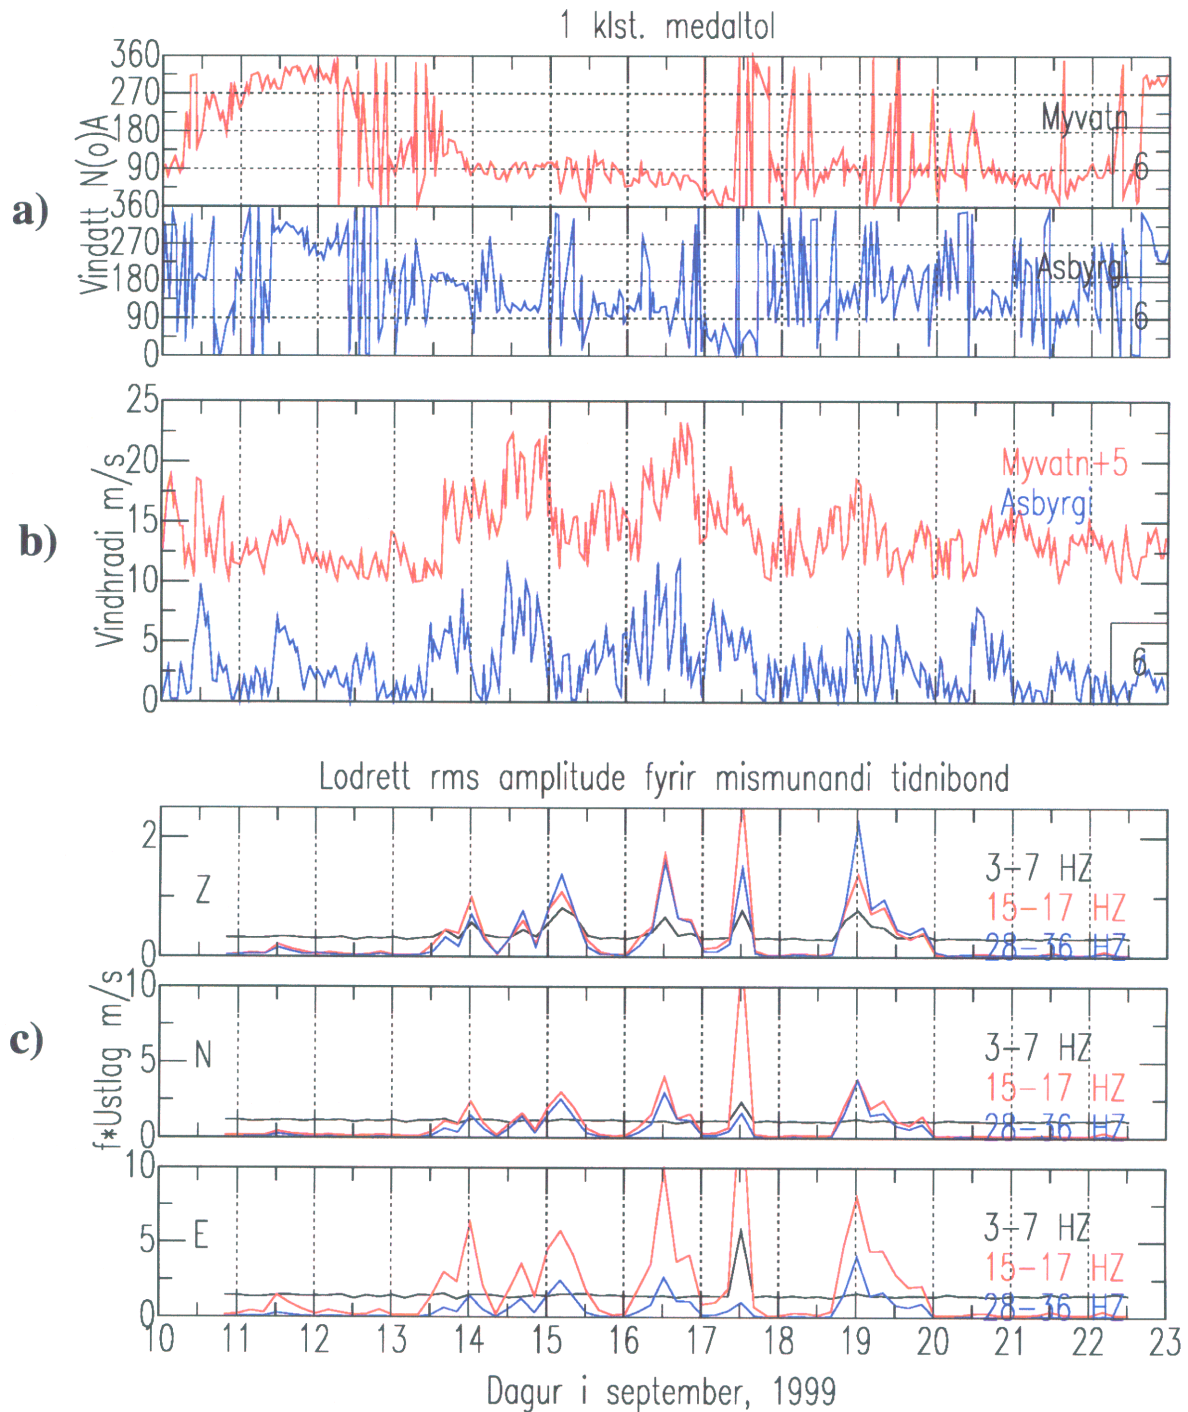 1 klst. medaltol
a)
Vindatt N(o)A
360
270
180
90
360
270
180
90
0
Myvatn
6
Asbyrgi
6
b)
Vindhradi m/s
25
20
15
10
5
0
Myvatn+5
Asbyrgi
6
Lodrett rms amplitude fyrir mismunandi tidnibond
c)
f*Ustlag m/s
2
0
Z
3-7 HZ
15-17 HZ
28-36 HZ
10
5
0
N
3-7 HZ
15-17 HZ
28-36 HZ
10
5
0
E
3-7 HZ
15-17 HZ
28-36 HZ
10 11 12 13 14 15 16 17 18 19 20 21 22 23
Dagur i september, 1999